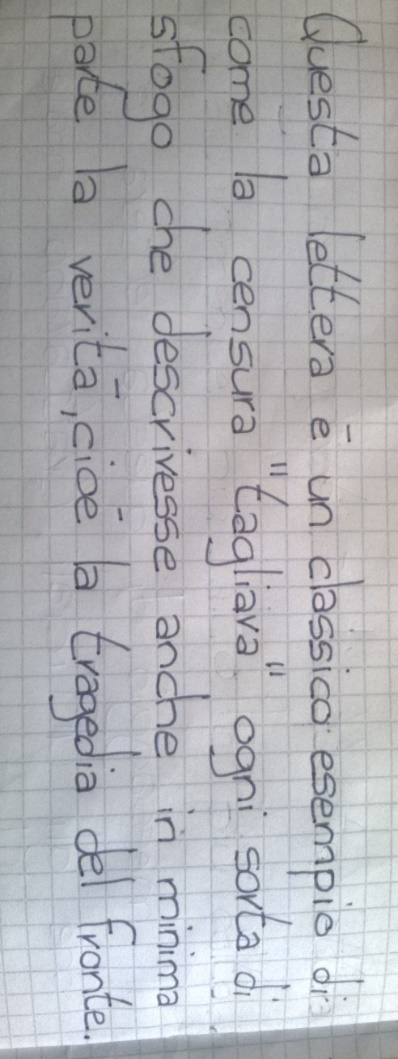 Questa lettera è un classico esempio di
come la censura "tagliava" ogni sorta di
sfogo che descrivesse anche in minima
parte la verità, cioè la tragedia del fronte.